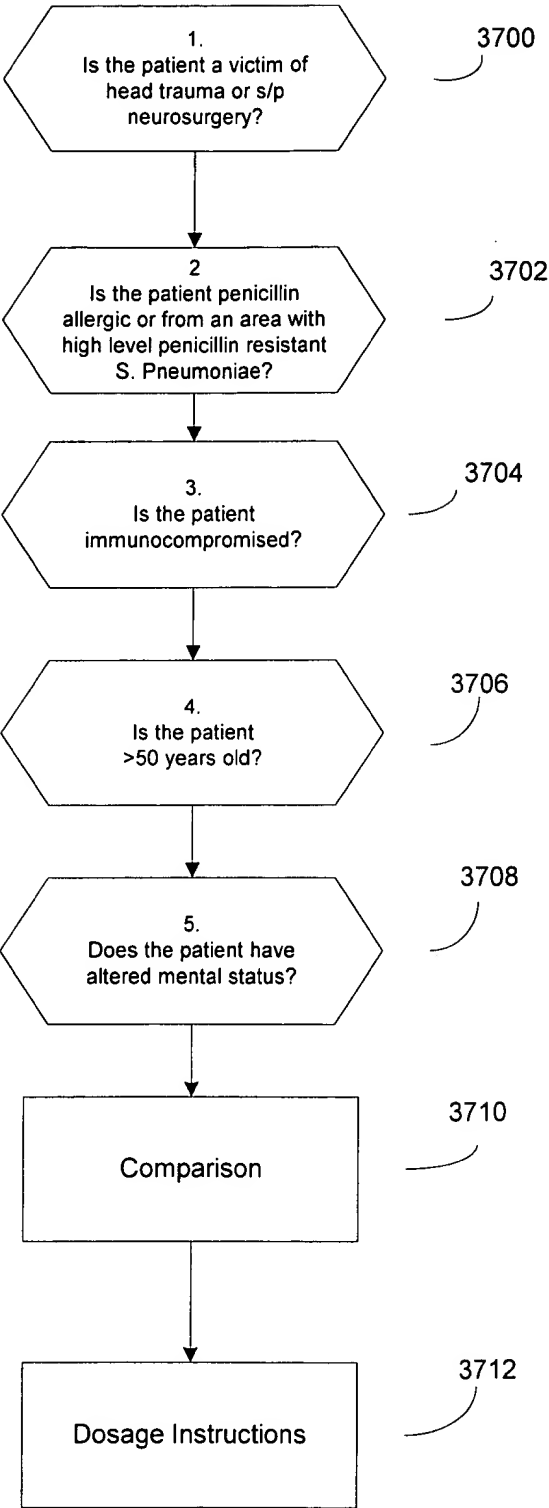 1.
Is the patient a victim of
head trauma or s/p
neurosurgery?
3700
2
Is the patient penicillin
allergic or from an area with
high level penicillin resistant
S. Pneumoniae?
3702
3.
Is the patient
immunocompromised?
3704
4.
Is the patient
>50 years old?
3706
5.
Does the patient have
altered mental status?
3708
Comparison
3710
Dosage Instructions
3712